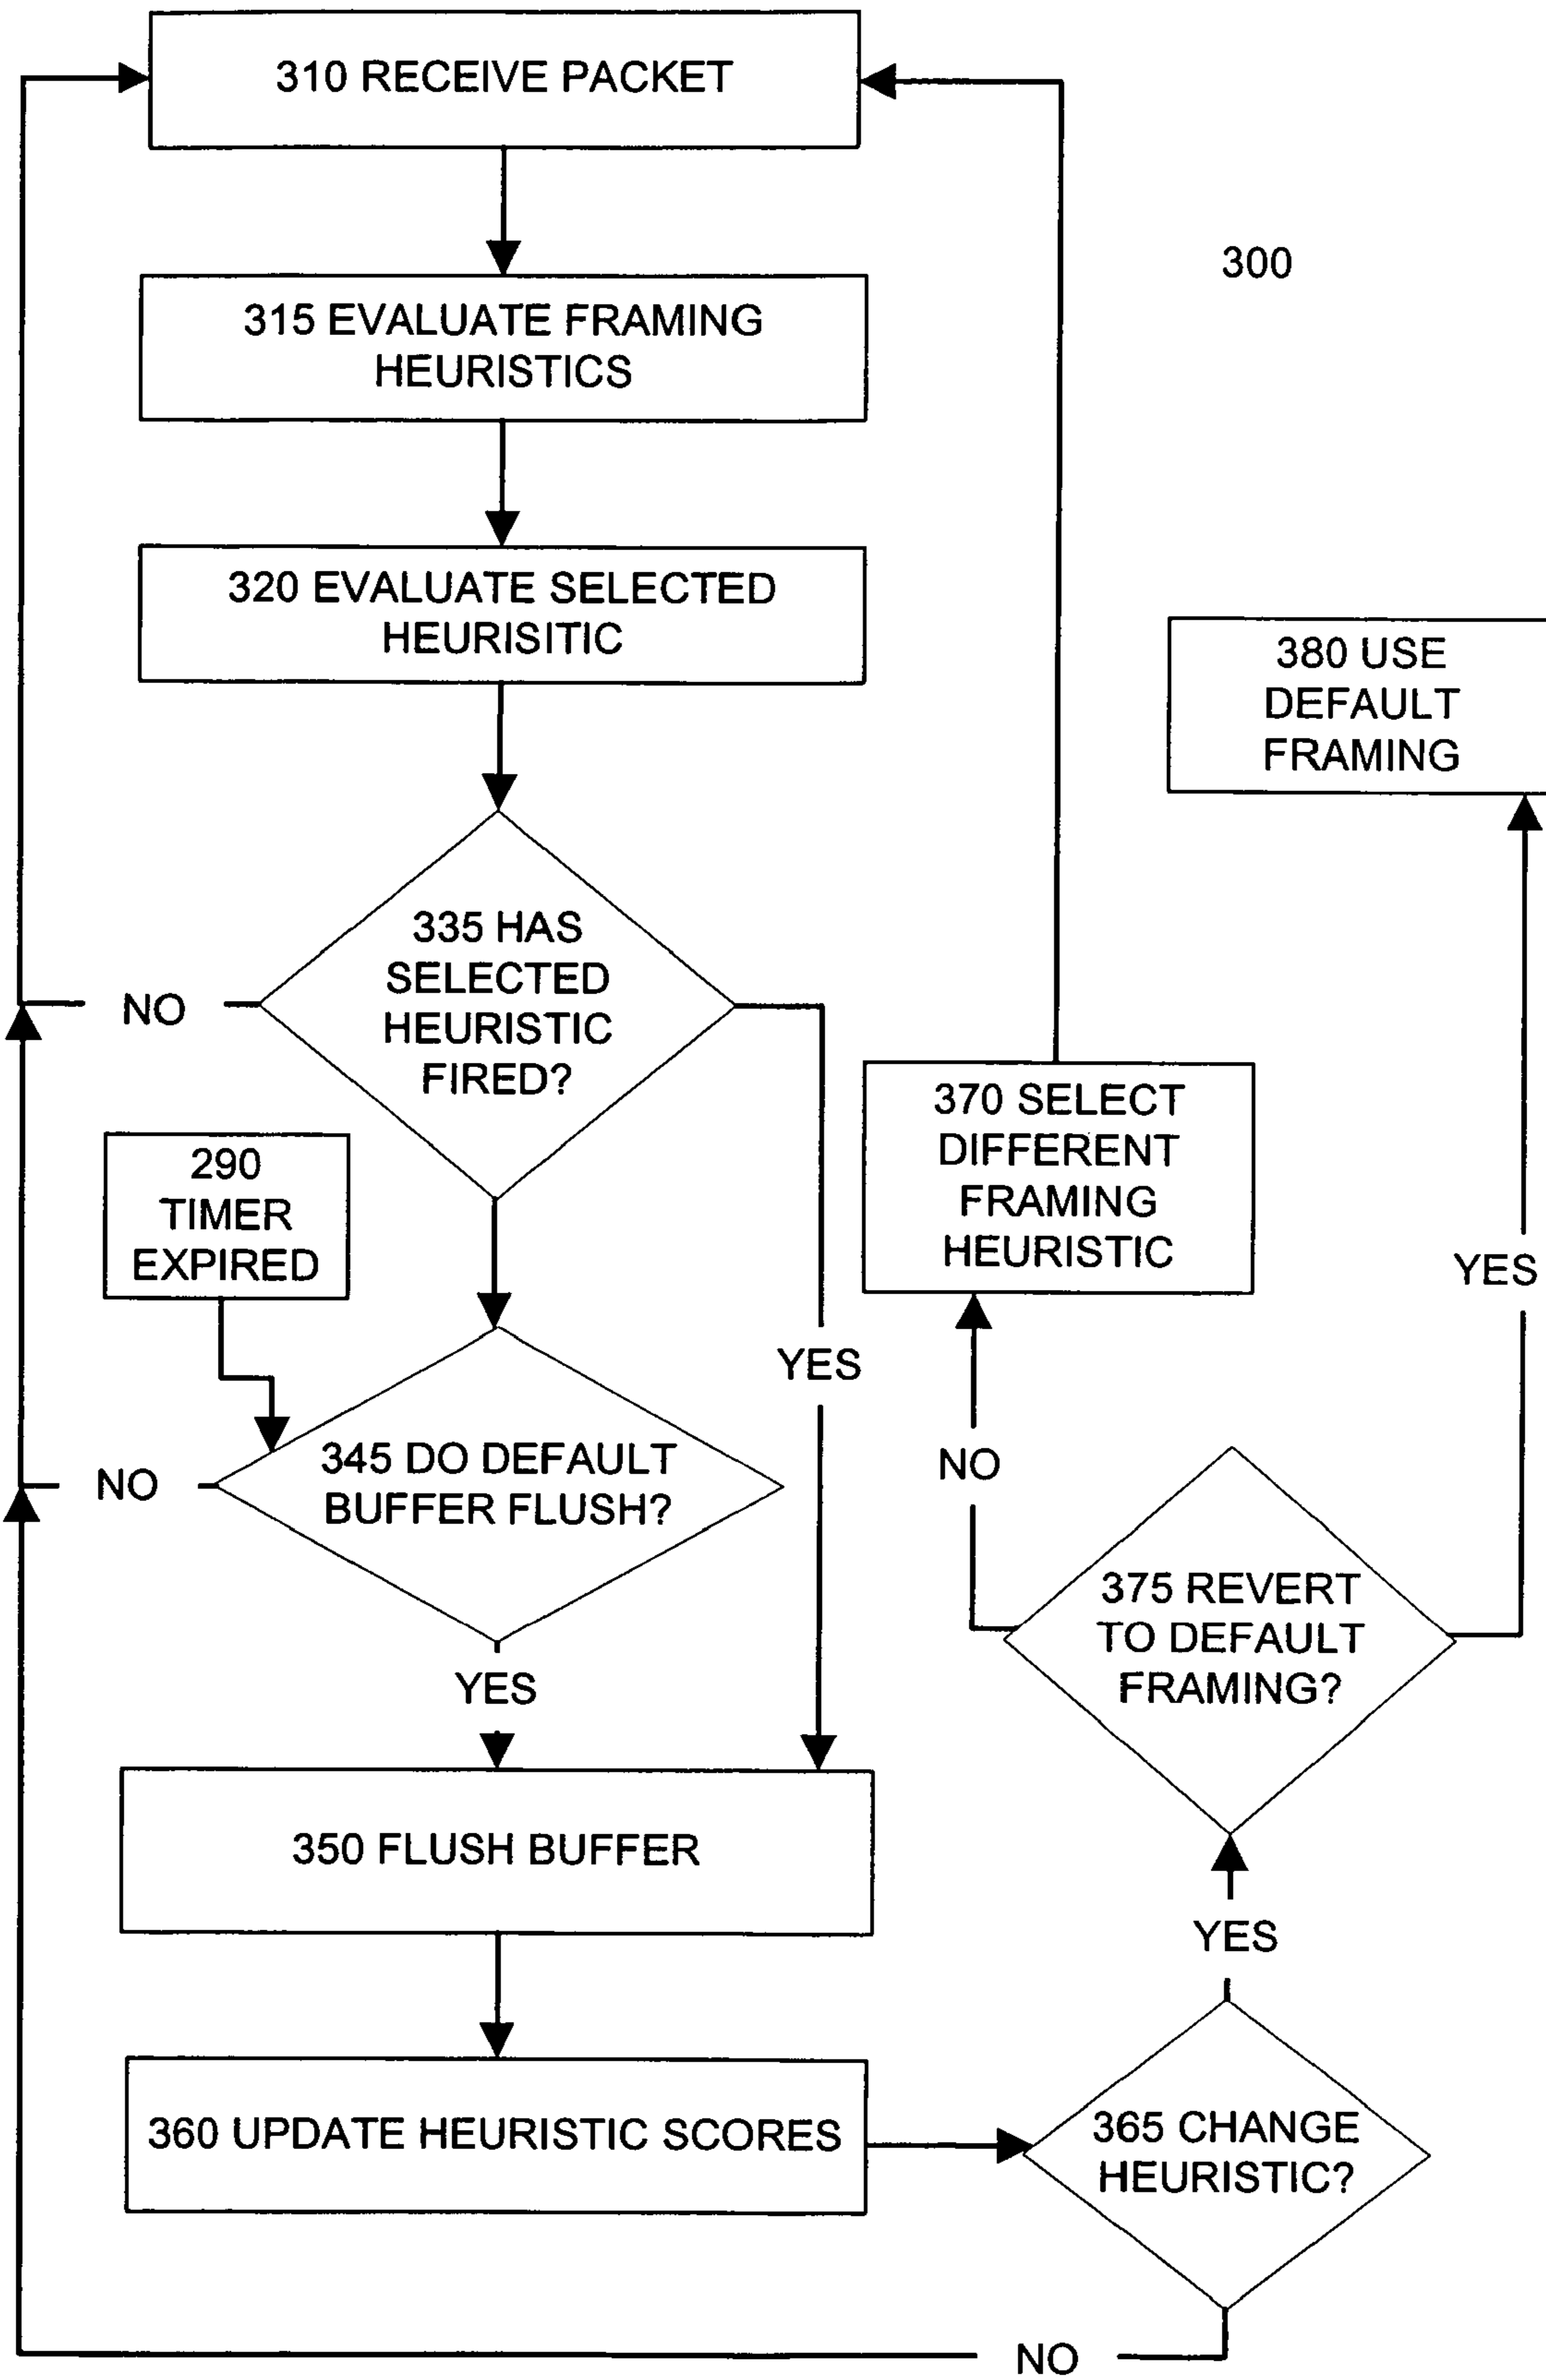 310 RECEIVE PACKET
300
315 EVALUATE FRAMING
HEURISTICS
320 EVALUATE SELECTED
HEURISITIC
380 USE
DEFAULT
FRAMING
335 HAS
SELECTED
HEURISTIC
FIRED?
NO
370 SELECT
DIFFERENT
FRAMING
HEURISTIC
290
TIMER
EXPIRED
YES
YES
345 DO DEFAULT
BUFFER FLUSH?
NO
NO
375 REVERT
TO DEFAULT
FRAMING?
YES
350 FLUSH BUFFER
YES
360 UPDATE HEURISTIC SCORES
365 CHANGE
HEURISTIC?
NO